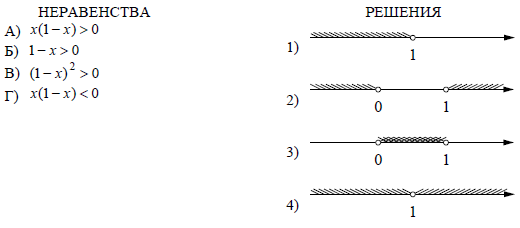 НЕРАВЕНСТВА
А) x(1−x)>0
Б) 1−x>0
В) (1−x)²>0
Г) x(1−x)<0
РЕШЕНИЯ
1)
1
2)
0 1
3)
0 1
4)
1